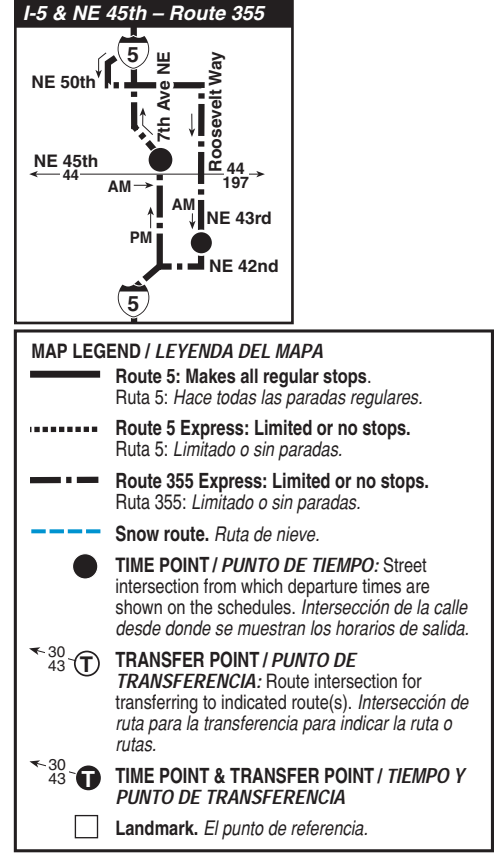 I-5 & NE 45th – Route 355
5
NE 50th
7th Ave NE
Roosevelt Way
NE 45th
44
44
197
AM
AM
NE 43rd
PM
NE 42nd
5
MAP LEGEND / LEYENDA DEL MAPA
Route 5: Makes all regular stops.
Ruta 5: Hace todas las paradas regulares.
Route 5 Express: Limited or no stops.
Ruta 5: Limitado o sin paradas.
Route 355 Express: Limited or no stops.
Ruta 355: Limitado o sin paradas.
Snow route. Ruta de nieve.
TIME POINT / PUNTO DE TIEMPO: Street
intersection from which departure times are
shown on the schedules. Intersección de la calle
desde donde se muestran los horarios de salida.
30
43 T
TRANSFER POINT / PUNTO DE
TRANSFERENCIA: Route intersection for
transferring to indicated route(s). Intersección de
ruta para la transferencia para indicar la ruta o
rutas.
30
43 T
TIME POINT & TRANSFER POINT / TIEMPO Y
PUNTO DE TRANSFERENCIA
Landmark. El punto de referencia.